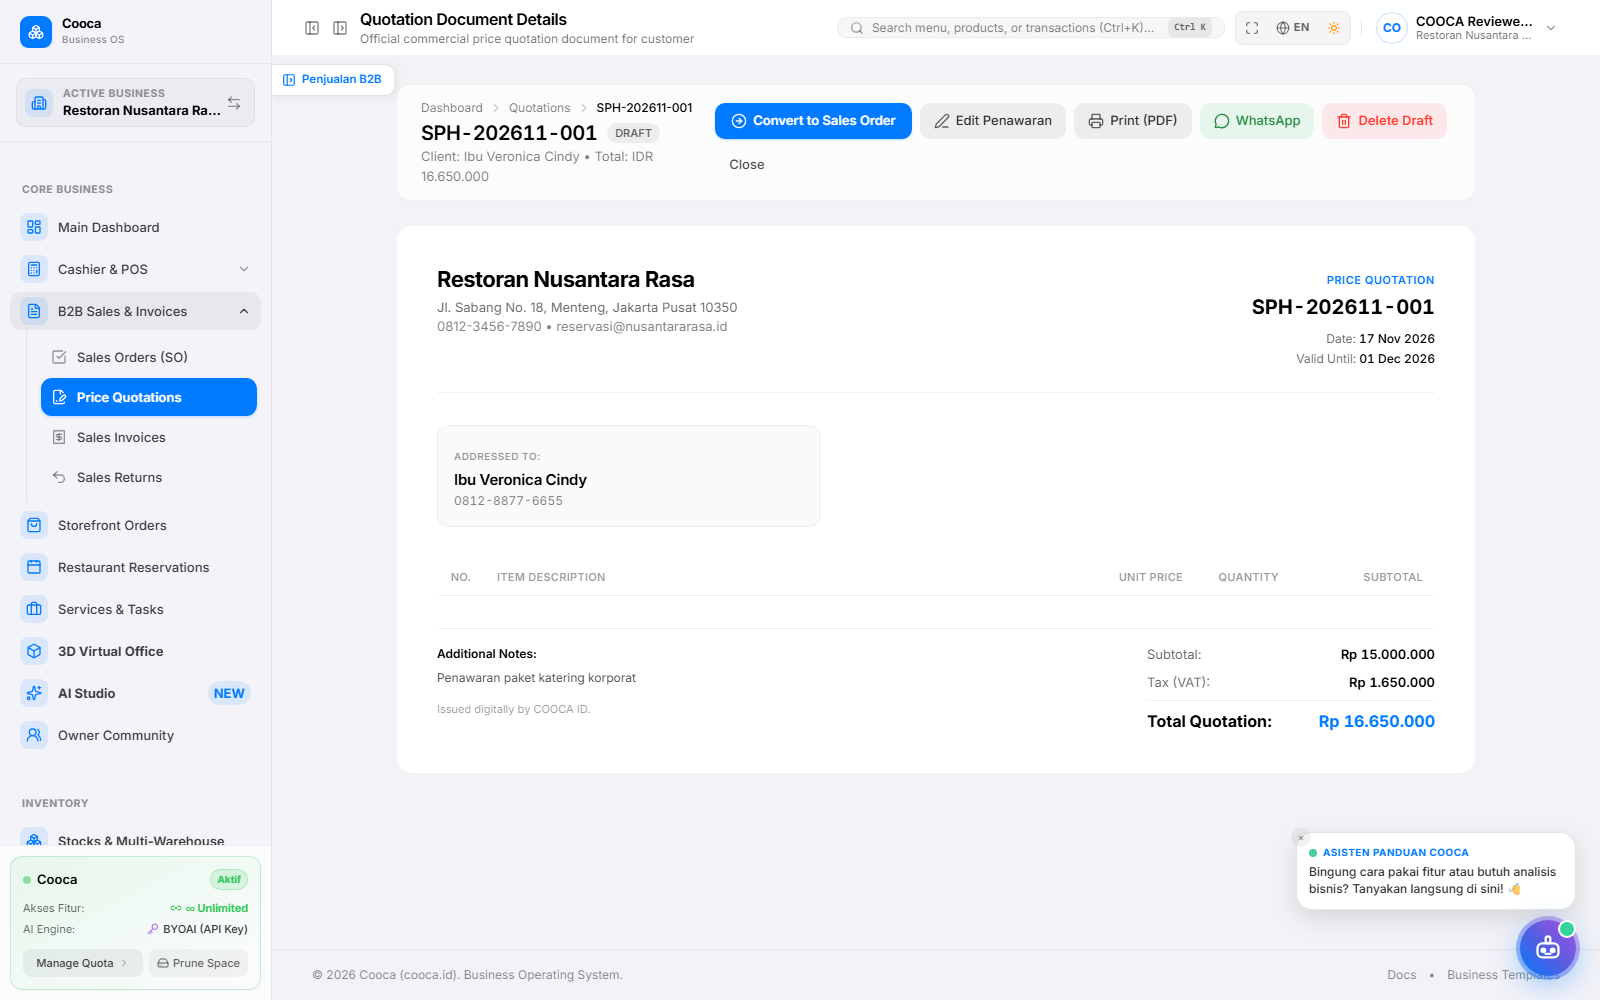 Cooca
Business OS
ACTIVE BUSINESS
Restoran Nusantara Ra...
CORE BUSINESS
Main Dashboard
Cashier & POS
B2B Sales & Invoices
Sales Orders (SO)
Price Quotations
Sales Invoices
Sales Returns
Storefront Orders
Restaurant Reservations
Services & Tasks
3D Virtual Office
AI Studio NEW
Owner Community
INVENTORY
Stocks & Multi-Warehouse
Cooca Aktif
Akses Fitur: ∞ Unlimited
AI Engine: BYOAI (API Key)
Manage Quota Prune Space
Quotation Document Details
Official commercial price quotation document for customer
Search menu, products, or transactions (Ctrl+K)... Ctrl K
EN
CO
COOCA Reviewe...
Restoran Nusantara ...
Penjualan B2B
Dashboard Quotations SPH-202611-001
SPH-202611-001 DRAFT
Client: Ibu Veronica Cindy • Total: IDR
16.650.000
Convert to Sales Order Edit Penawaran Print (PDF) WhatsApp Delete Draft
Close
Restoran Nusantara Rasa
Jl. Sabang No. 18, Menteng, Jakarta Pusat 10350
0812-3456-7890 • reservasi@nusantararasa.id
PRICE QUOTATION
SPH-202611-001
Date: 17 Nov 2026
Valid Until: 01 Dec 2026
ADDRESSED TO:
Ibu Veronica Cindy
0812-8877-6655
NO. ITEM DESCRIPTION UNIT PRICE QUANTITY SUBTOTAL
Additional Notes:
Penawaran paket katering korporat
Issued digitally by COOCA ID.
Subtotal: Rp 15.000.000
Tax (VAT): Rp 1.650.000
Total Quotation: Rp 16.650.000
ASISTEN PANDUAN COOCA
Bingung cara pakai fitur atau butuh analisis
bisnis? Tanyakan langsung di sini! 👋
© 2026 Cooca (cooca.id). Business Operating System.
Docs • Business Templates